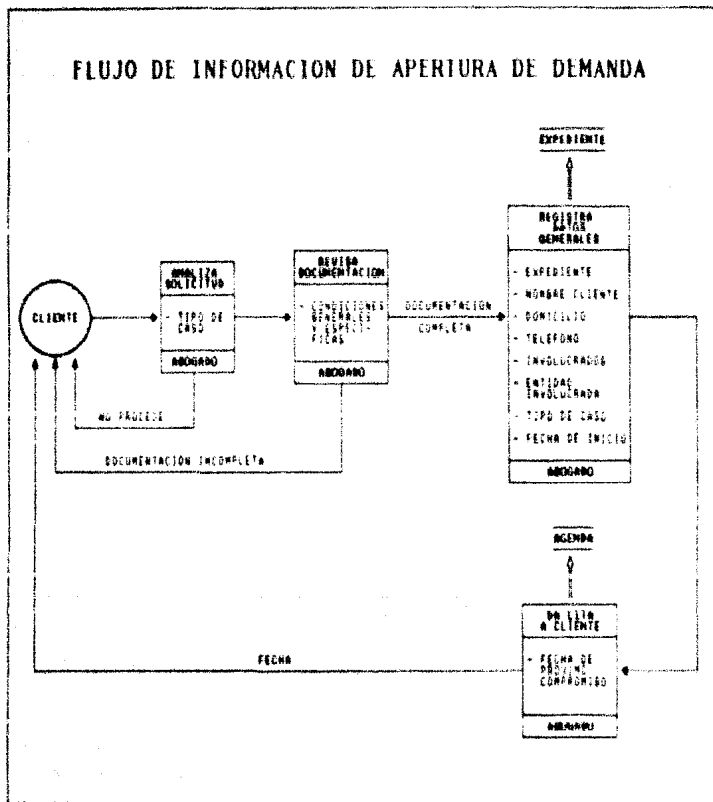 FLUJO DE INFORMACION DE APERTURA DE DEMANDA
EXPEDIENTE
REGISTRA
DATOS
GENERALES
- EXPEDIENTE
- NOMBRE CLIENTE
- DOMICILIO
- TELEFONO
- INVOLUCRADOS
- ENTIDAD
INVOLUCRADA
- TIPO DE CASO
- FECHA DE INICIO
ABOGADO
REVISA
DOCUMENTACION
- CONDICIONES
GENERALES
Y ESPECI-
FICAS
ABOGADO
ANALIZA
SOLICITUD
- TIPO DE
CASO
ABOGADO
CLIENTE
DOCUMENTACION
COMPLETA
NO PROCEDE
DOCUMENTACION INCOMPLETA
AGENDA
DA CITA
A CLIENTE
- FECHA DE
COMPROMISO
ABOGADO
FECHA